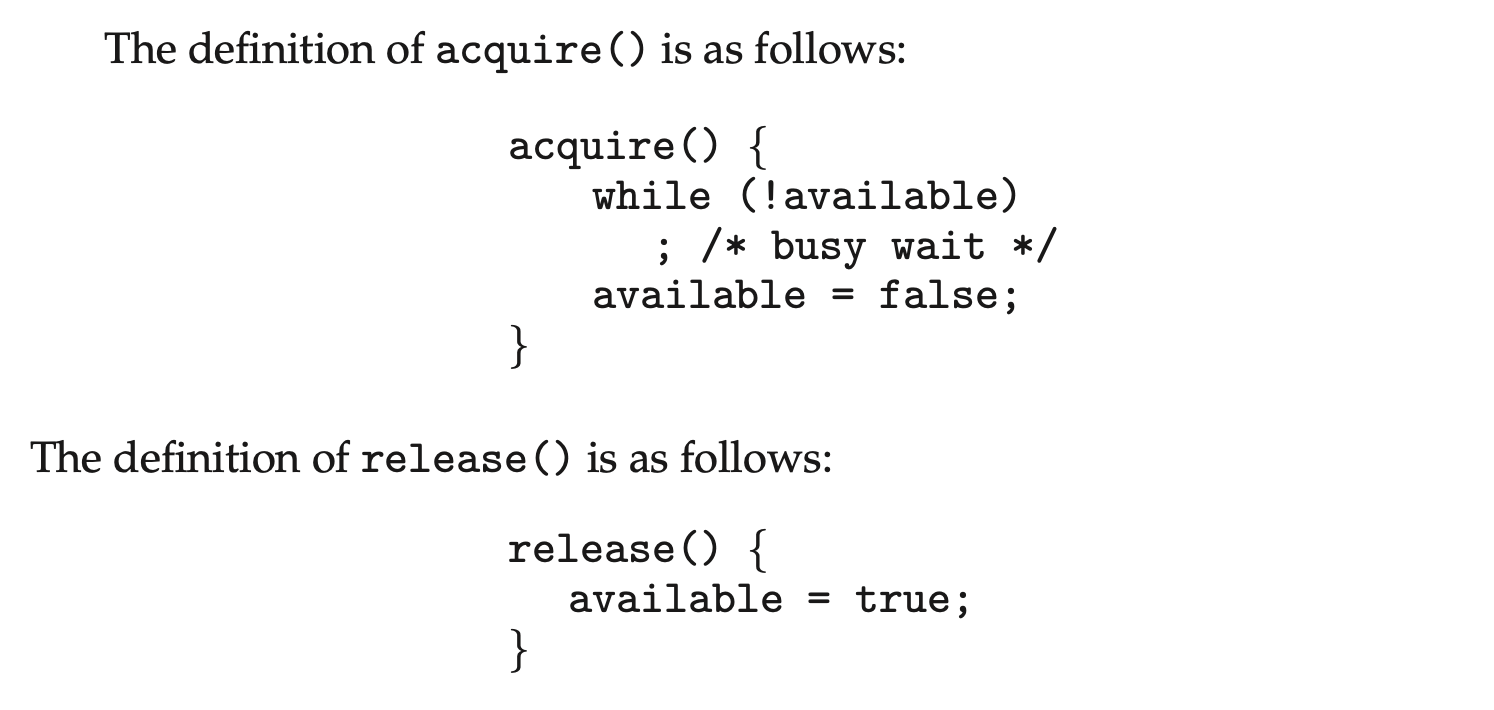 The definition of acquire() is as follows:
acquire() {
while (!available)
; /* busy wait */
available = false;
}
The definition of release() is as follows:
release() {
available = true;
}